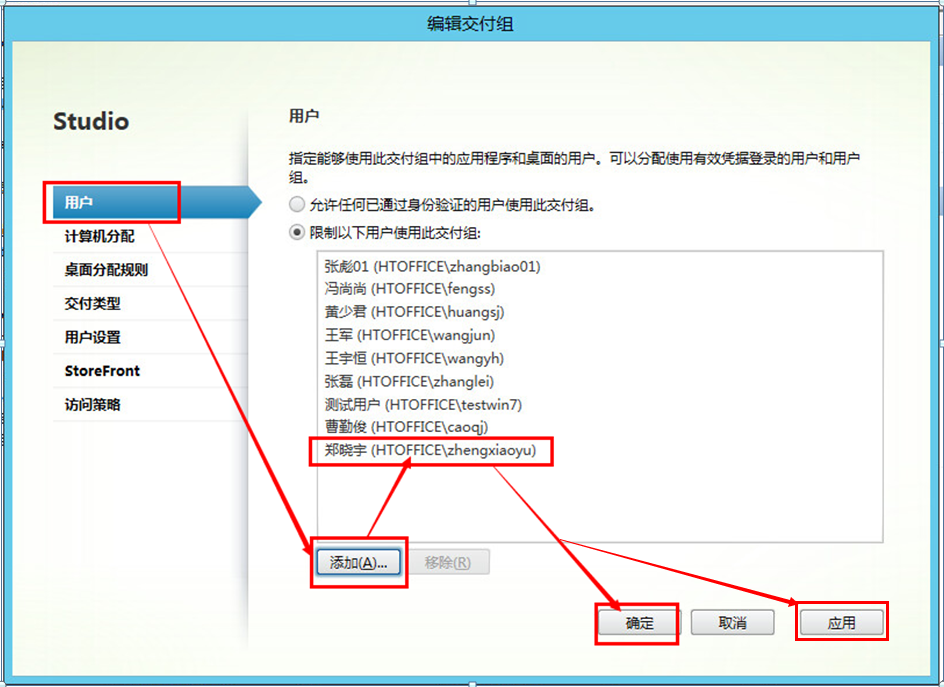 编辑交付组
Studio
用户
计算机分配
桌面分配规则
交付类型
用户设置
StoreFront
访问策略
用户
指定能够使用此交付组中的应用程序和桌面的用户。可以分配使用有效凭据登录的用户和用户
组。
允许任何已通过身份验证的用户使用此交付组。
限制以下用户使用此交付组:
张彪01 (HTOFFICE\zhangbiao01)
冯尚尚 (HTOFFICE\fengss)
黄少君 (HTOFFICE\huangsj)
王军 (HTOFFICE\wangjun)
王宇恒 (HTOFFICE\wangyh)
张磊 (HTOFFICE\zhanglei)
测试用户 (HTOFFICE\testwin7)
曹勤俊 (HTOFFICE\caoqj)
郑晓宇 (HTOFFICE\zhengxiaoyu)
添加(A)... 移除(R)
确定 取消 应用